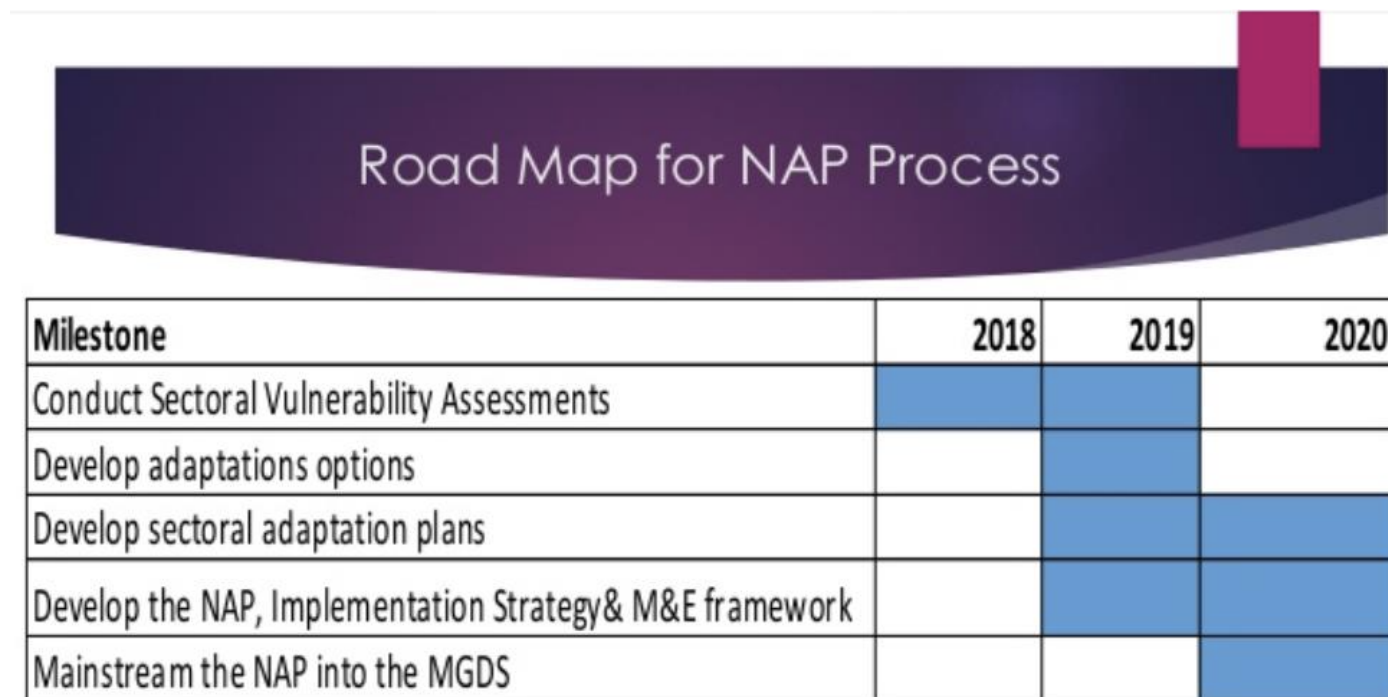 Road Map for NAP Process
Milestone 2018 2019 2020
Conduct Sectoral Vulnerability Assessments
Develop adaptations options
Develop sectoral adaptation plans
Develop the NAP, Implementation Strategy& M&E framework
Mainstream the NAP into the MGDS